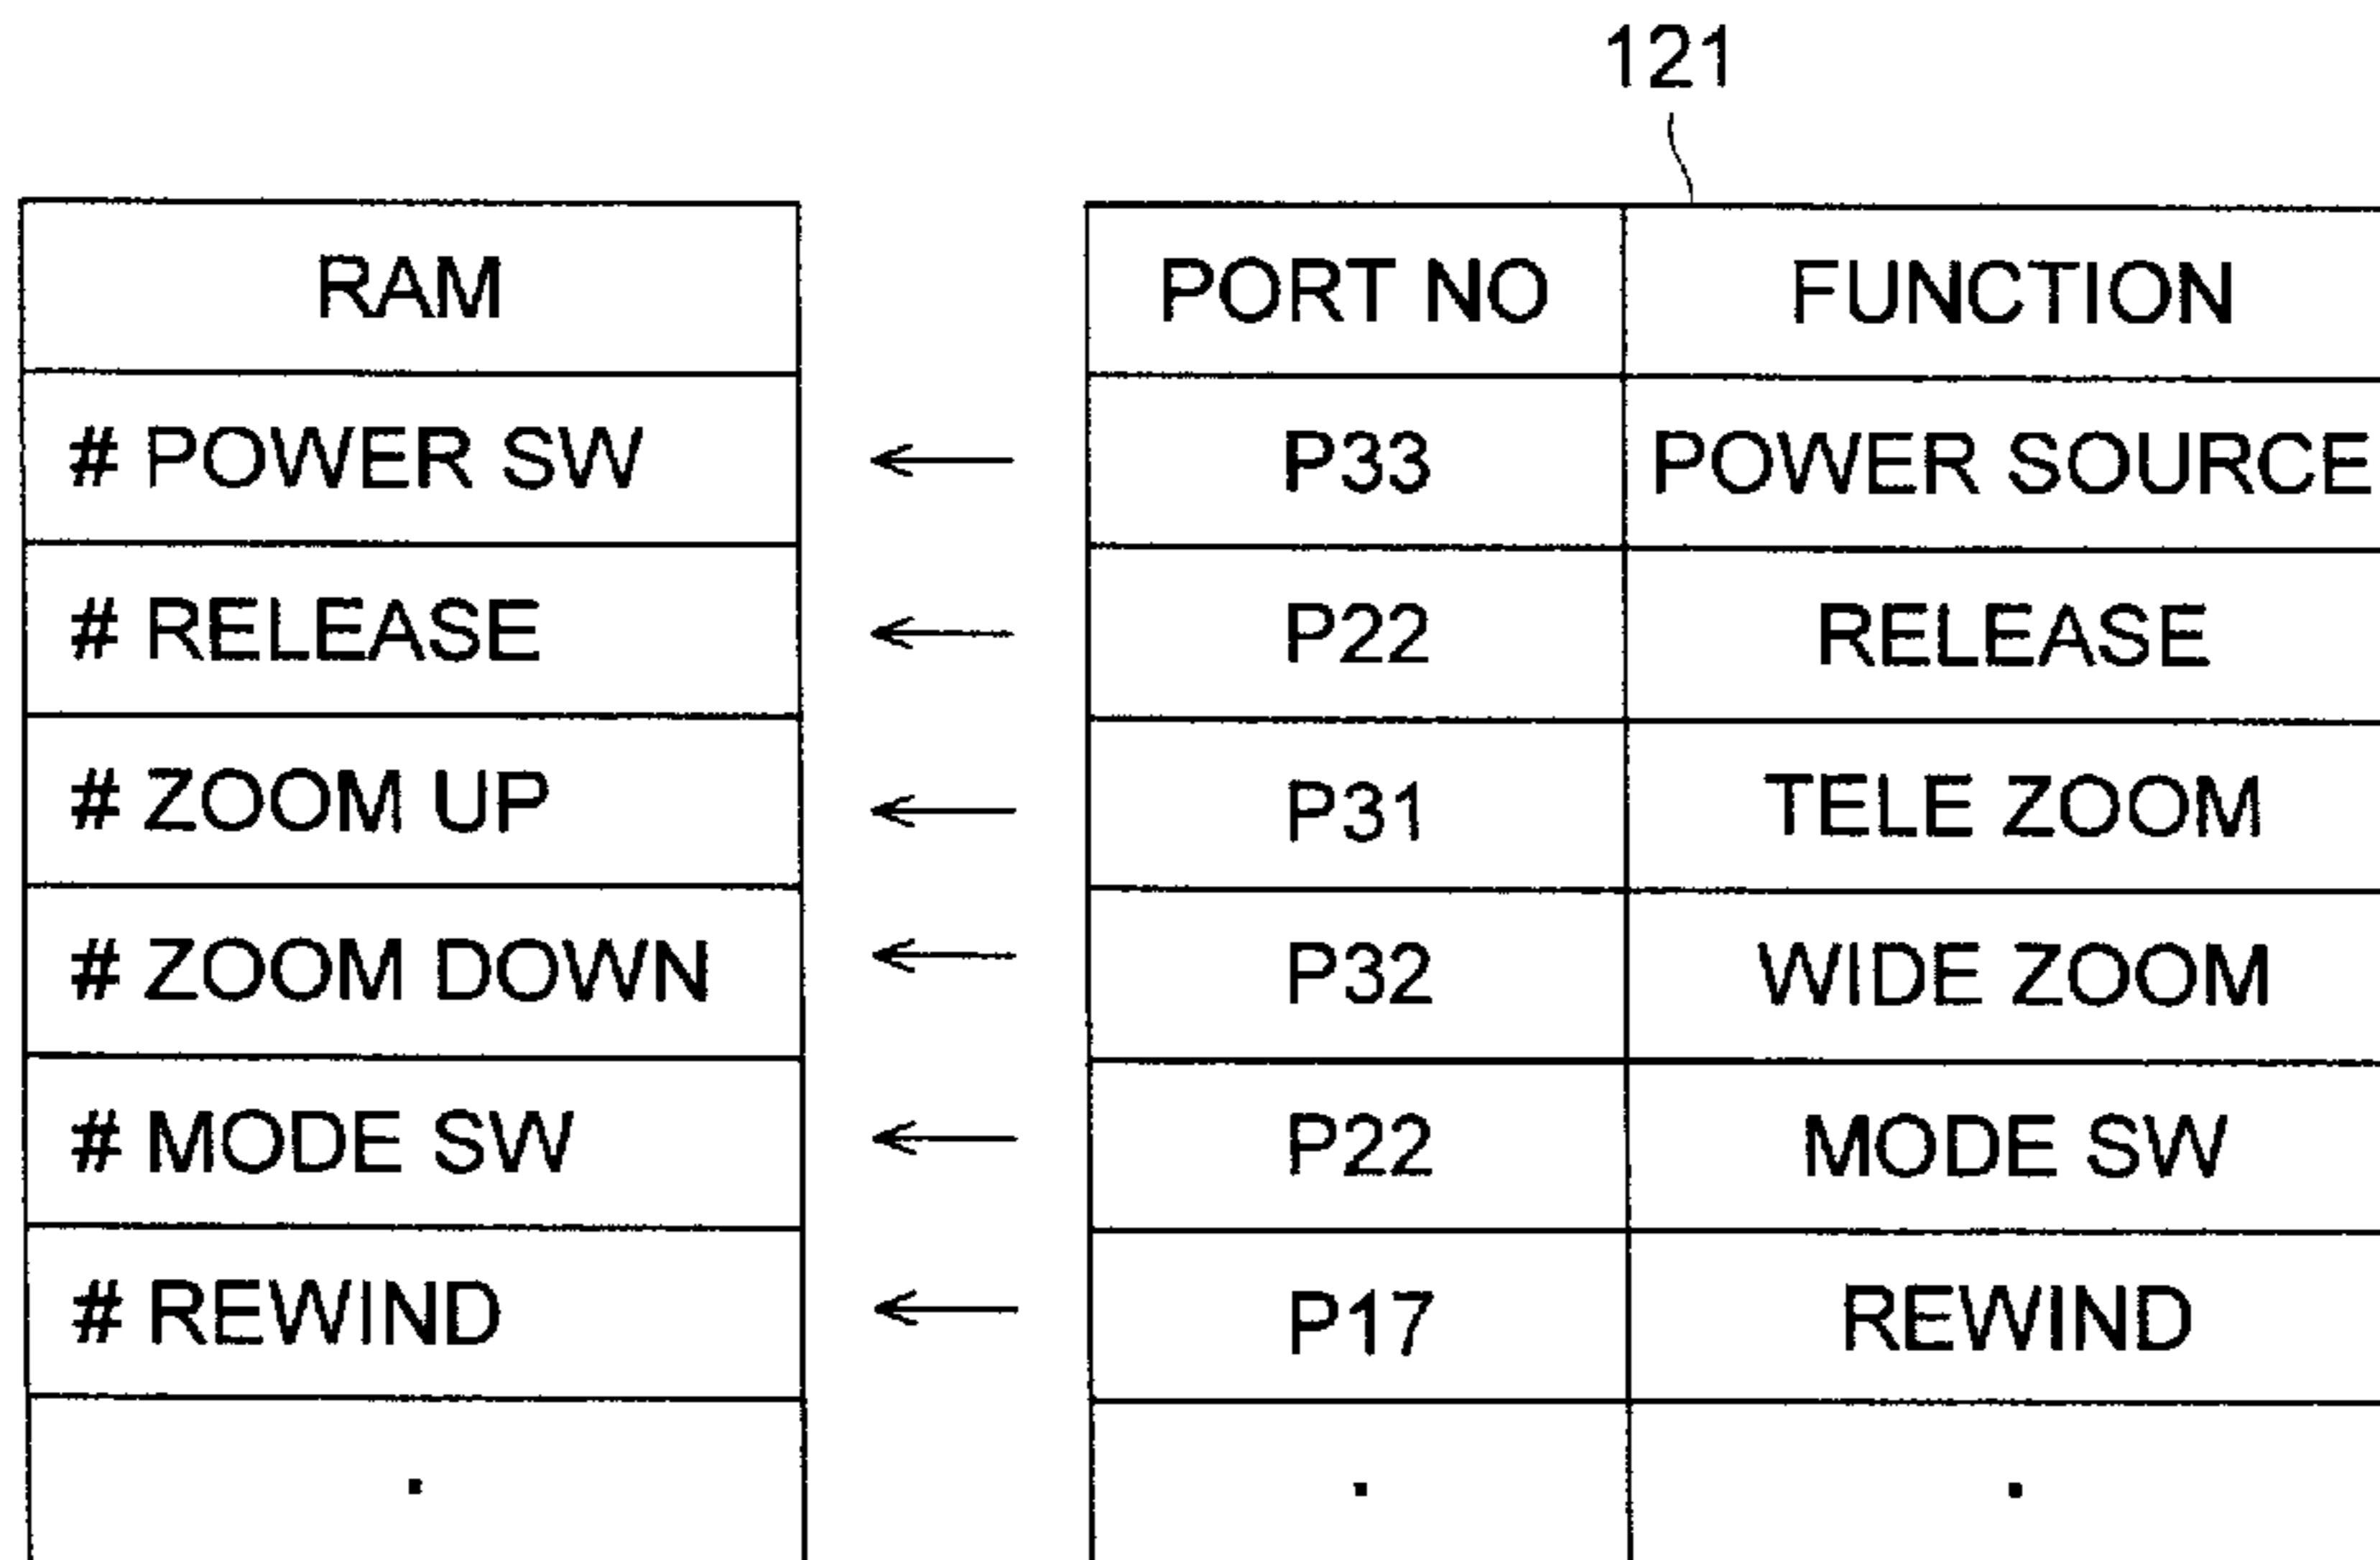 121
RAM PORT NO FUNCTION
# POWER SW ← P33 POWER SOURCE
# RELEASE ← P22 RELEASE
# ZOOM UP ← P31 TELE ZOOM
# ZOOM DOWN ← P32 WIDE ZOOM
# MODE SW ← P22 MODE SW
# REWIND ← P17 REWIND
. . .